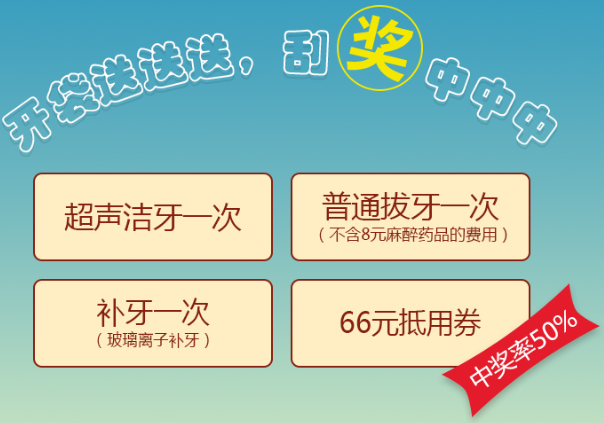 开袋送送送，刮奖中中中
超声洁牙一次
普通拔牙一次
（不含8元麻醉药品的费用）
补牙一次
（玻璃离子补牙）
66元抵用券
中奖率50%